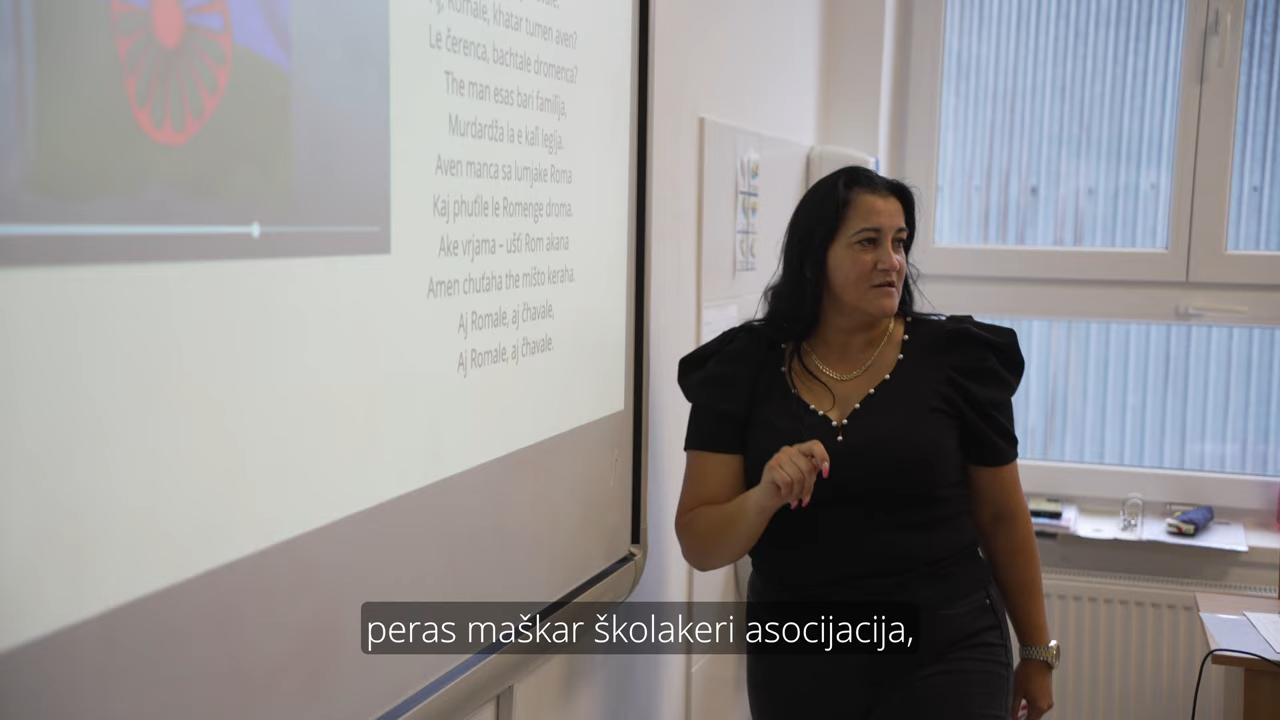 Aj, Romale, khatar tumen aven?
Le čerenca, bachtale dromenca?
The man esas bari famiľija,
Murdardža la e kaľi legija.
Aven manca sa lumjake Roma
Kaj phuťile le Romenge droma.
Ake vrjama – ušťi Rom akana
Amen chuťaha the mišto keraha.
Aj Romale, aj čhavale,
Aj Romale, aj čhavale.
peras maškar školakeri asocijacija,